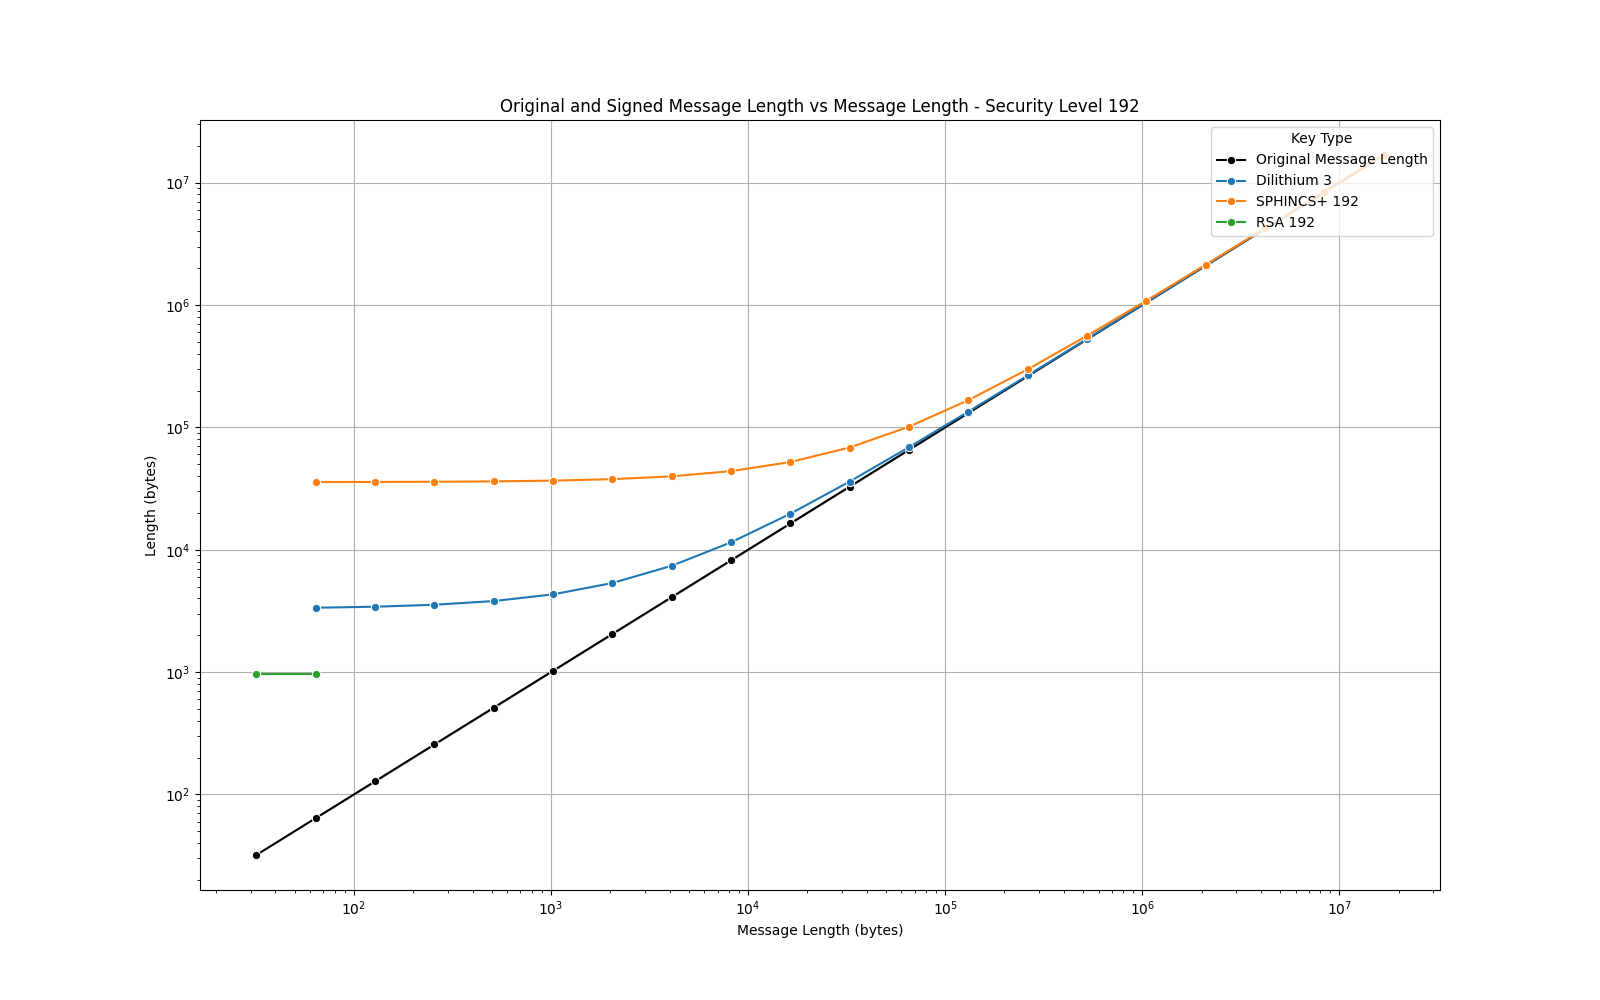 Original and Signed Message Length vs Message Length - Security Level 192
Key Type
Original Message Length
Dilithium 3
SPHINCS+ 192
RSA 192
10⁷
10⁶
10⁵
10⁴
10³
10²
Length (bytes)
10² 10³ 10⁴ 10⁵ 10⁶ 10⁷
Message Length (bytes)